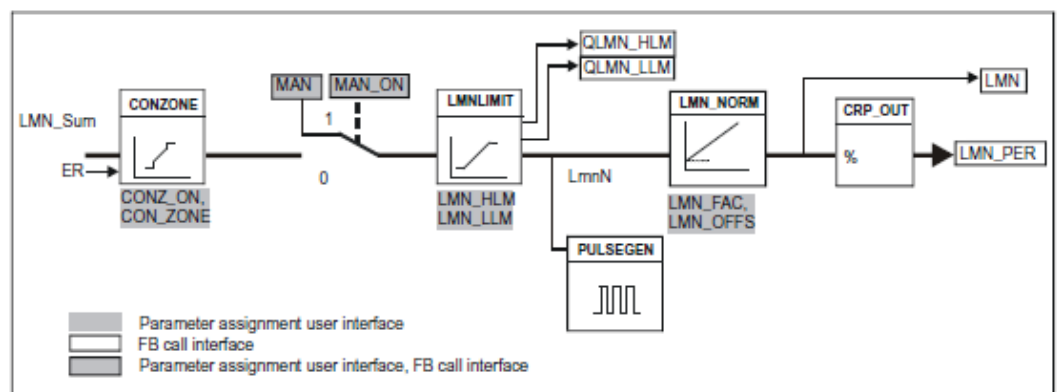 QLMN_HLM
QLMN_LLM
MAN
MAN_ON
LMN
CONZONE
LMNLIMIT
LMN_NORM
CRP_OUT
LMN_Sum
1
ER
%
LMN_PER
0
LmnN
CONZ_ON,
CON_ZONE
LMN_HLM
LMN_LLM
LMN_FAC,
LMN_OFFS
PULSEGEN
Parameter assignment user interface
FB call interface
Parameter assignment user interface, FB call interface